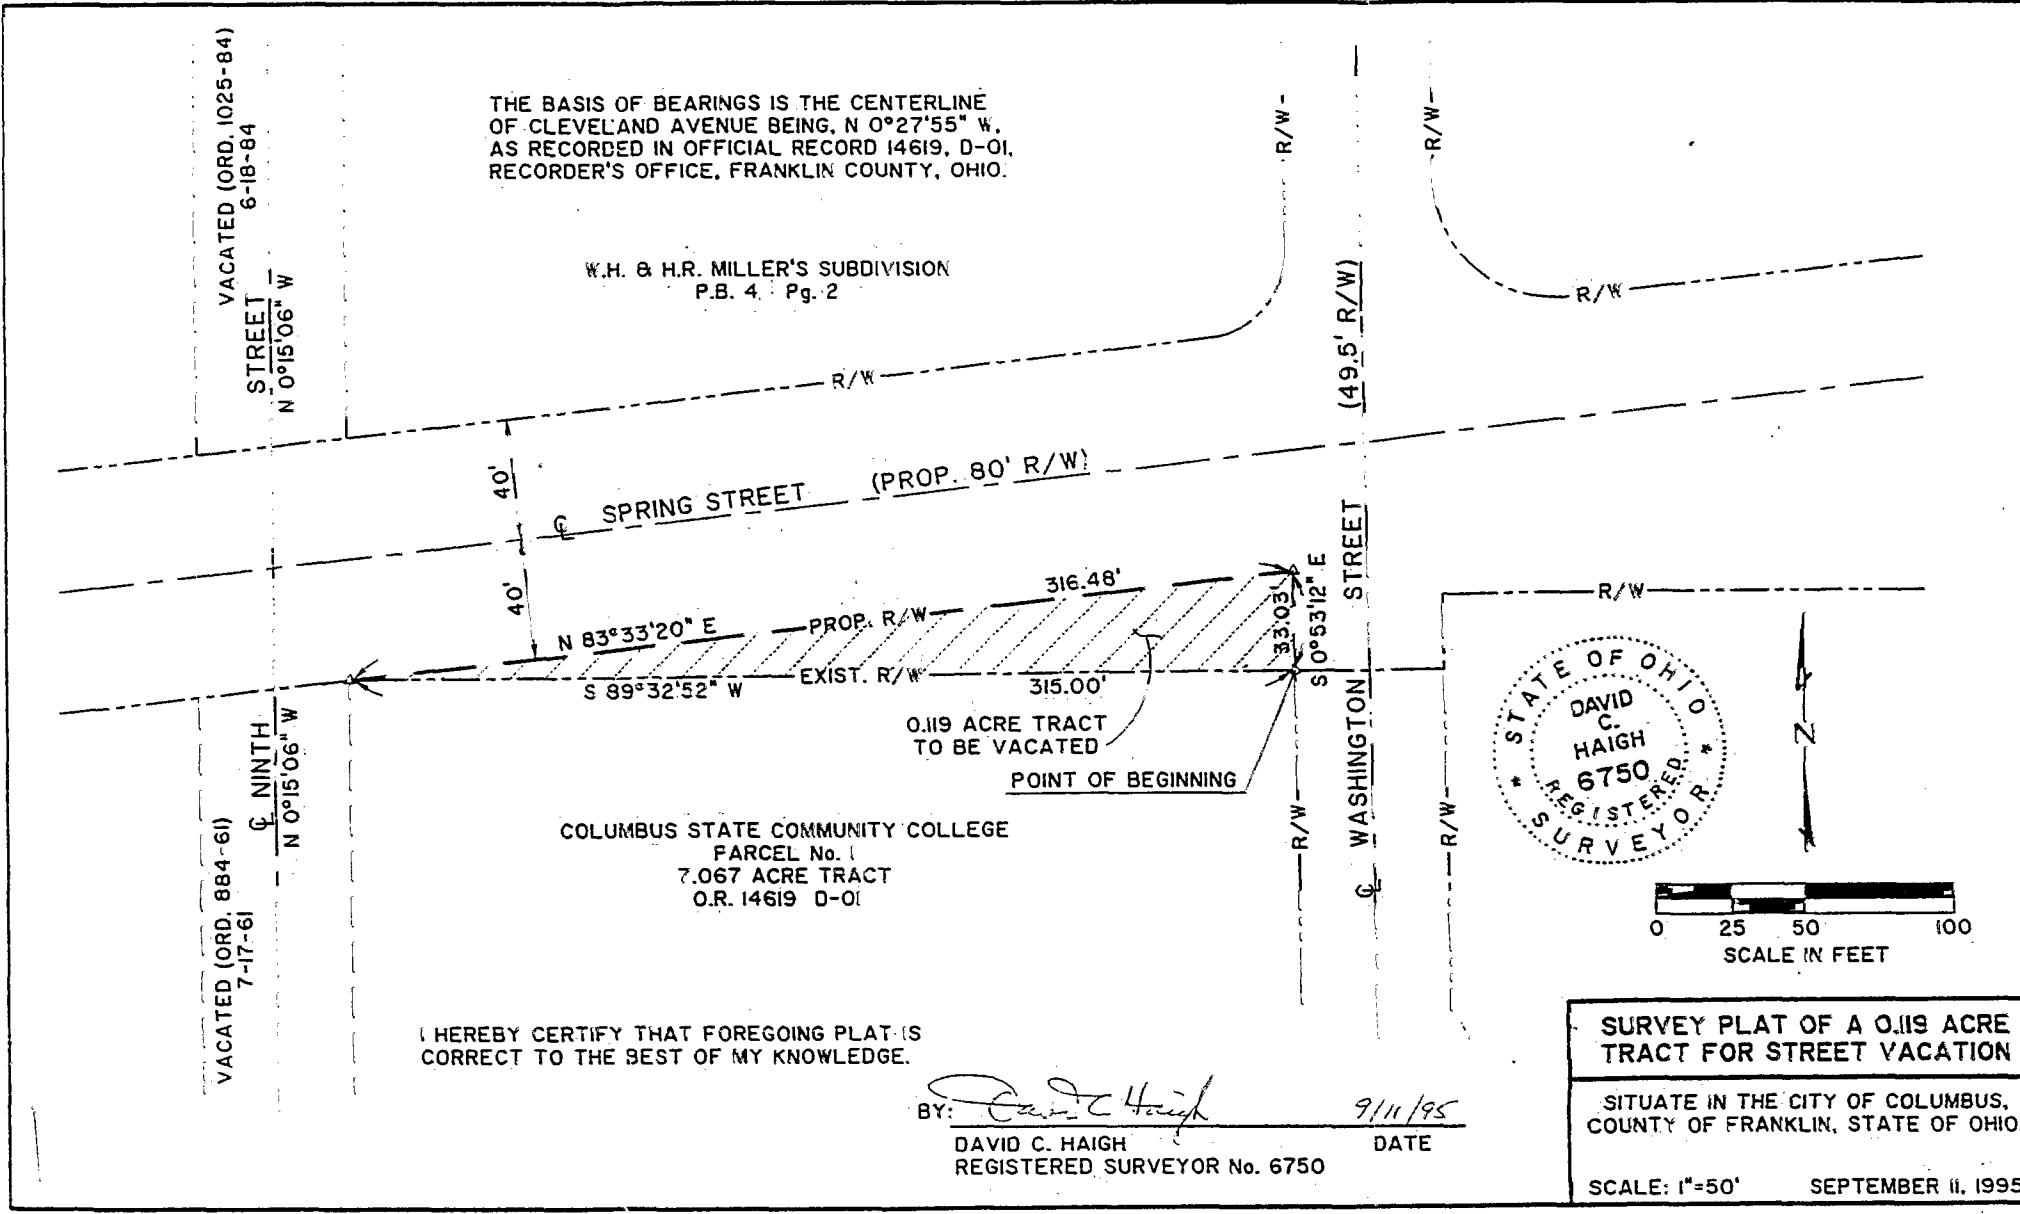 VACATED (ORD. 1025-84)
6-18-84
STREET
N 0°15'06" W
THE BASIS OF BEARINGS IS THE CENTERLINE
OF CLEVELAND AVENUE BEING, N 0°27'55" W,
AS RECORDED IN OFFICIAL RECORD 14619, D-01,
RECORDER'S OFFICE, FRANKLIN COUNTY, OHIO.
W.H. & H.R. MILLER'S SUBDIVISION
P.B. 4 Pg. 2
R/W
R/W
R/W
R/W
(49.5' R/W)
40'
40'
℄ SPRING STREET (PROP. 80' R/W)
316.48'
N 83°33'20" E
PROP. R/W
33.03'
S 0°53'12" E
S 89°32'52" W
EXIST. R/W
315.00'
0.119 ACRE TRACT
TO BE VACATED
POINT OF BEGINNING
℄ WASHINGTON STREET
R/W
R/W
R/W
℄ NINTH
N 0°15'06" W
VACATED (ORD. 884-61)
7-17-61
COLUMBUS STATE COMMUNITY COLLEGE
PARCEL No. 1
7.067 ACRE TRACT
O.R. 14619 D-01
STATE OF OHIO
DAVID
C.
HAIGH
6750
REGISTERED
* SURVEYOR *
N
0 25 50 100
SCALE IN FEET
I HEREBY CERTIFY THAT FOREGOING PLAT IS
CORRECT TO THE BEST OF MY KNOWLEDGE.
BY: David C Haigh 9/11/95
DAVID C. HAIGH DATE
REGISTERED SURVEYOR No. 6750
SURVEY PLAT OF A 0.119 ACRE
TRACT FOR STREET VACATION
SITUATE IN THE CITY OF COLUMBUS,
COUNTY OF FRANKLIN, STATE OF OHIO
SCALE: 1"=50' SEPTEMBER 11, 1995